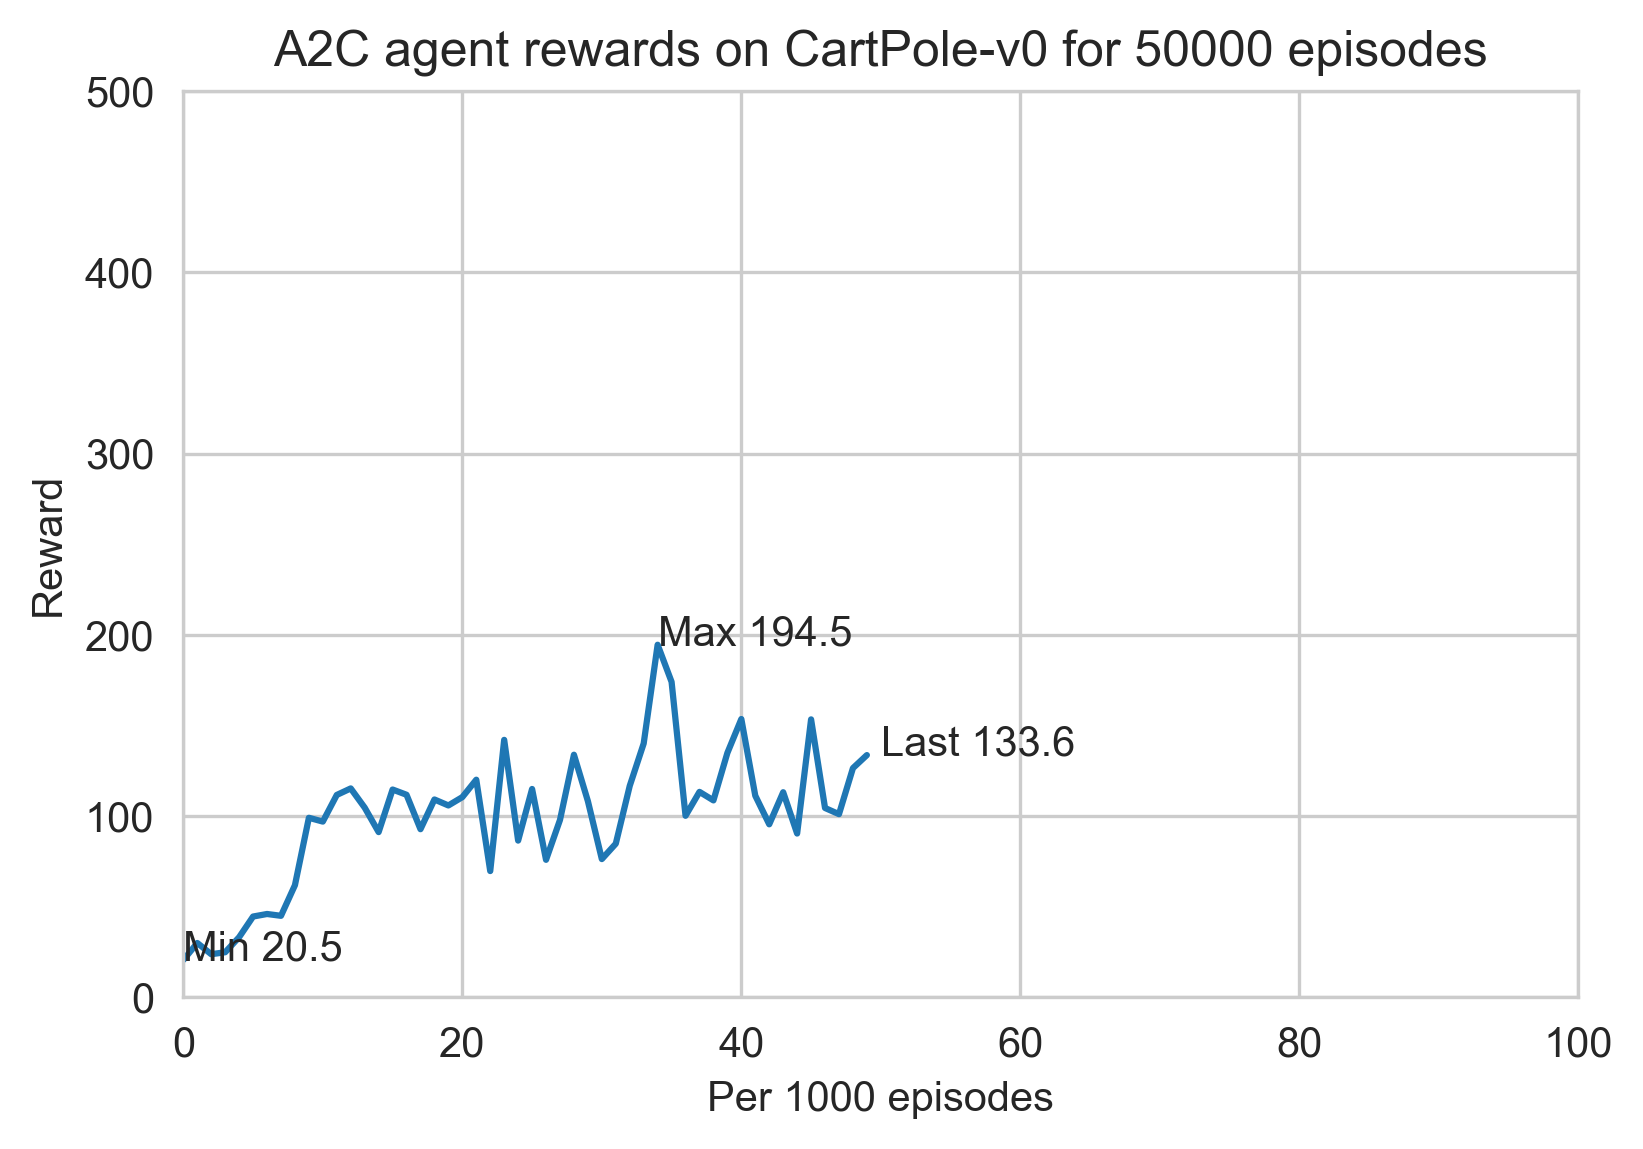 A2C agent rewards on CartPole-v0 for 50000 episodes
500
400
300
200
100
0
Reward
Max 194.5
Last 133.6
Min 20.5
0 20 40 60 80 100
Per 1000 episodes